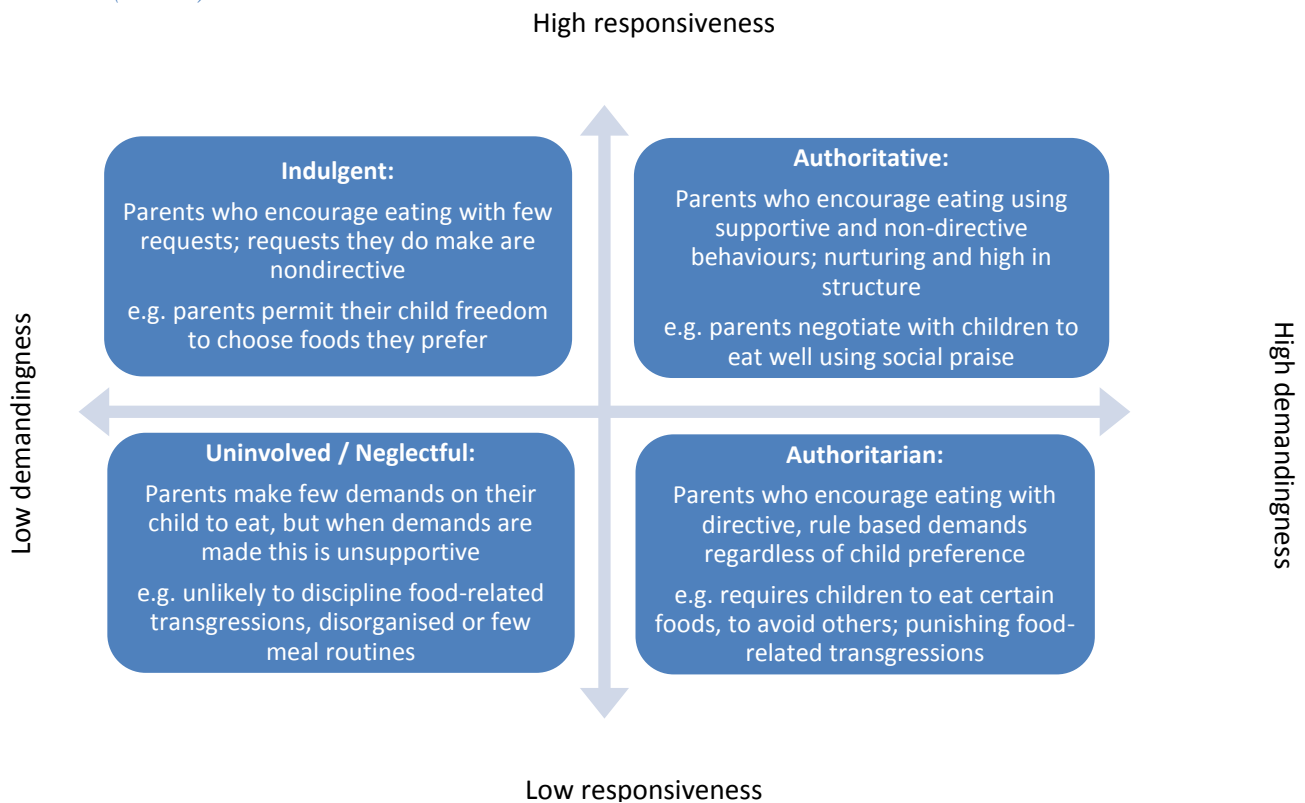 High responsiveness
Indulgent:
Parents who encourage eating with few
requests; requests they do make are
nondirective
e.g. parents permit their child freedom
to choose foods they prefer
Authoritative:
Parents who encourage eating using
supportive and non-directive
behaviours; nurturing and high in
structure
e.g. parents negotiate with children to
eat well using social praise
Low demandingness
High demandingness
Uninvolved / Neglectful:
Parents make few demands on their
child to eat, but when demands are
made this is unsupportive
e.g. unlikely to discipline food-related
transgressions, disorganised or few
meal routines
Authoritarian:
Parents who encourage eating with
directive, rule based demands
regardless of child preference
e.g. requires children to eat certain
foods, to avoid others; punishing food-
related transgressions
Low responsiveness